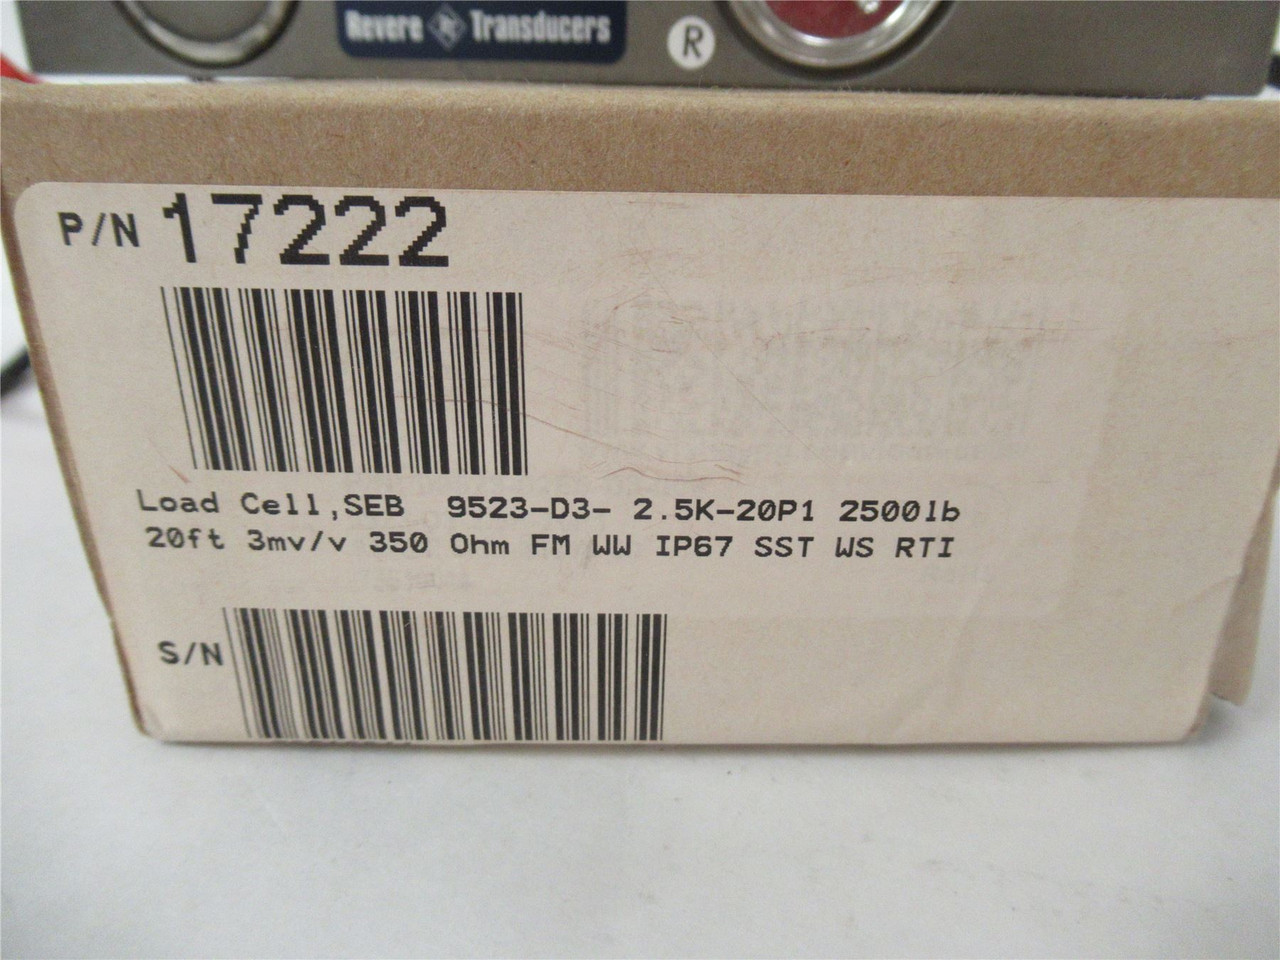 Revere R Transducers
R
P/N 17222
Load Cell,SEB 9523-D3- 2.5K-20P1 2500lb
20ft 3mv/v 350 Ohm FM WW IP67 SST WS RTI
S/N